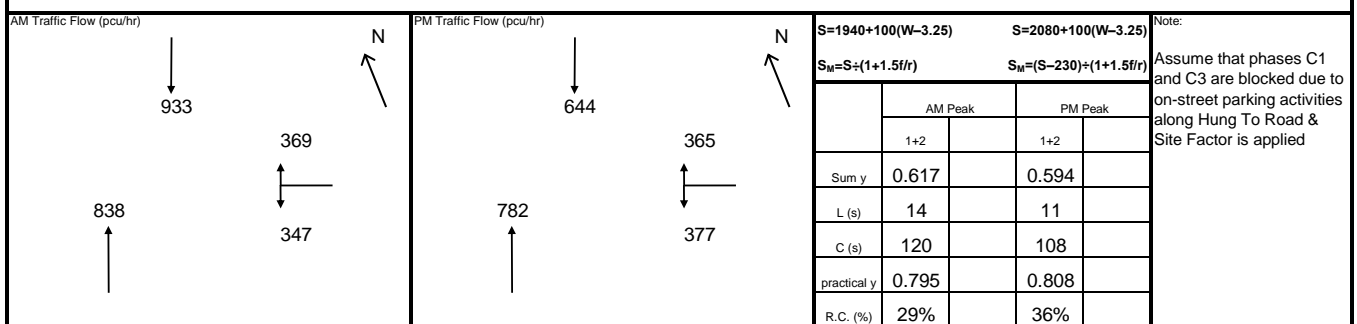 AM Traffic Flow (pcu/hr)
N
933
369
838
347
PM Traffic Flow (pcu/hr)
N
644
365
782
377
S=1940+100(W–3.25) S=2080+100(W–3.25)
SM=S÷(1+1.5f/r) SM=(S–230)÷(1+1.5f/r)
AM Peak PM Peak
1+2 1+2
Sum y 0.617 0.594
L (s) 14 11
C (s) 120 108
practical y 0.795 0.808
R.C. (%) 29% 36%
Note:
Assume that phases C1
and C3 are blocked due to
on-street parking activities
along Hung To Road &
Site Factor is applied